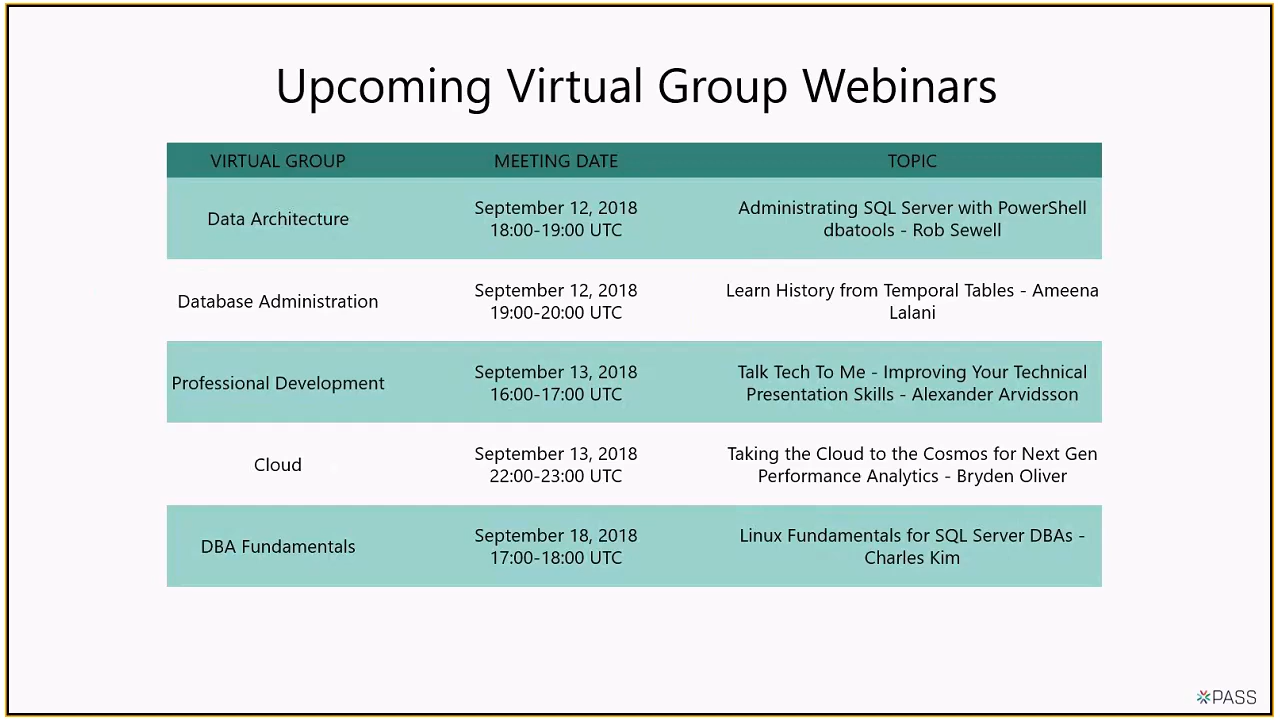 Upcoming Virtual Group Webinars
VIRTUAL GROUP MEETING DATE TOPIC
Data Architecture
September 12, 2018
18:00-19:00 UTC
Administrating SQL Server with PowerShell
dbatools - Rob Sewell
Database Administration
September 12, 2018
19:00-20:00 UTC
Learn History from Temporal Tables - Ameena
Lalani
Professional Development
September 13, 2018
16:00-17:00 UTC
Talk Tech To Me - Improving Your Technical
Presentation Skills - Alexander Arvidsson
Cloud
September 13, 2018
22:00-23:00 UTC
Taking the Cloud to the Cosmos for Next Gen
Performance Analytics - Bryden Oliver
DBA Fundamentals
September 18, 2018
17:00-18:00 UTC
Linux Fundamentals for SQL Server DBAs -
Charles Kim
PASS